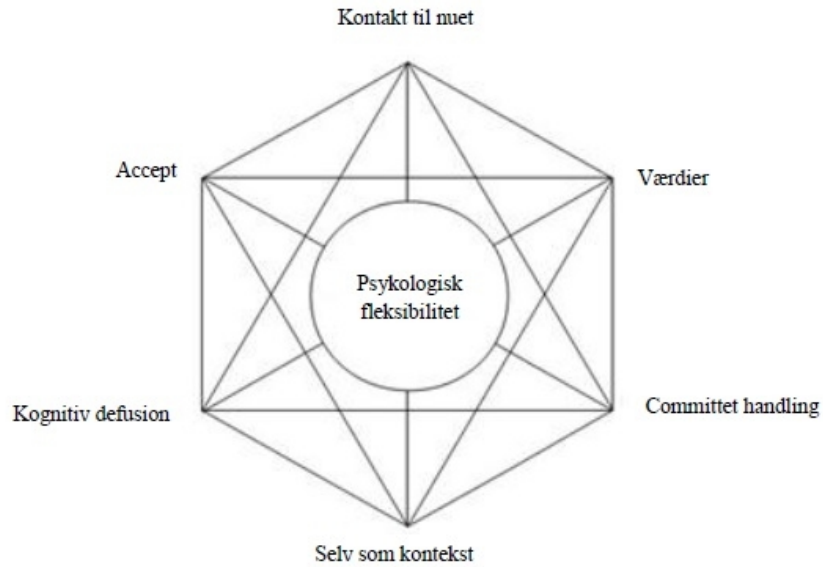 Kontakt til nuet
Accept
Værdier
Psykologisk
fleksibilitet
Kognitiv defusion
Committet handling
Selv som kontekst